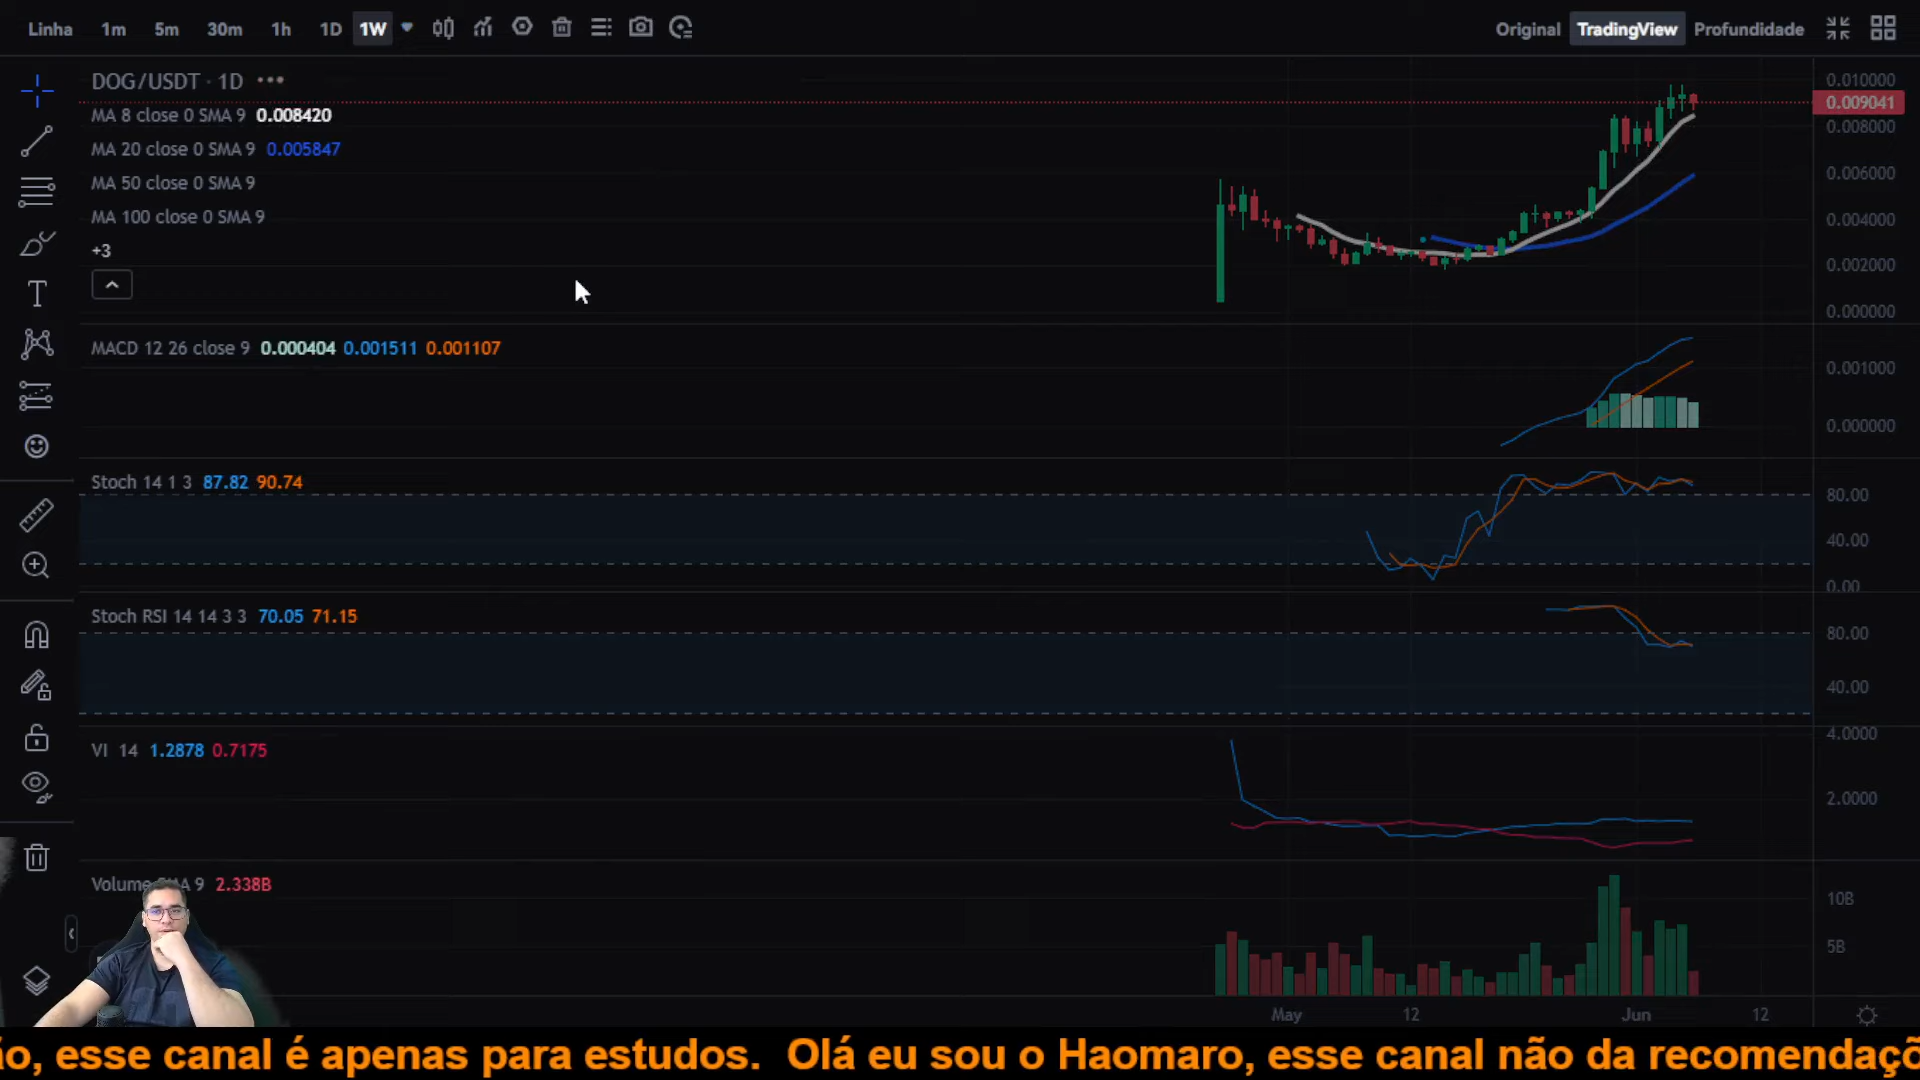 Linha 1m 5m 30m 1h 1D 1W Original TradingView Profundidade
DOG/USDT · 1D
MA 8 close 0 SMA 9 0.008420
MA 20 close 0 SMA 9 0.005847
MA 50 close 0 SMA 9
MA 100 close 0 SMA 9
+3
0.010000
0.009041
0.008000
0.006000
0.004000
0.002000
0.000000
MACD 12 26 close 9 0.000404 0.001511 0.001107
0.001000
0.000000
Stoch 14 1 3 87.82 90.74
80.00
40.00
0.00
Stoch RSI 14 14 3 3 70.05 71.15
80.00
40.00
VI 14 1.2878 0.7175
4.0000
2.0000
Volume 9 2.338B
10B
5B
May 12 Jun 12
esse canal é apenas para estudos. Olá eu sou o Haomaro, esse canal não da